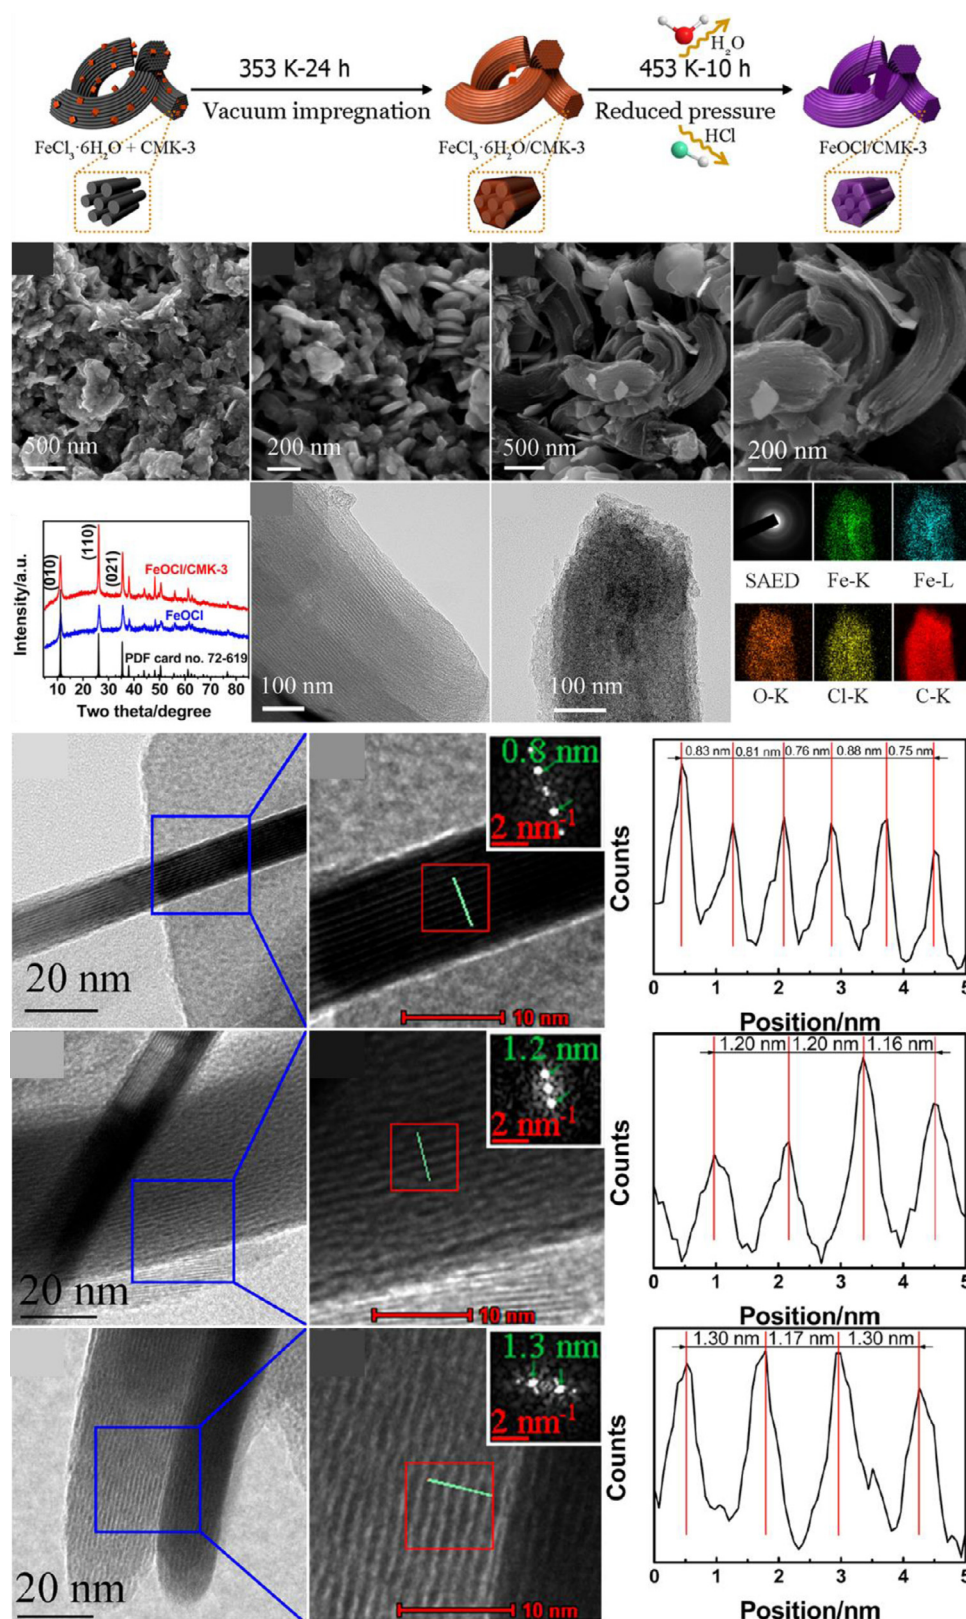 353 K-24 h
Vacuum impregnation
H₂O
453 K-10 h
Reduced pressure
HCl
FeCl₃·6H₂O + CMK-3
FeCl₃·6H₂O/CMK-3
FeOCl/CMK-3
500 nm
200 nm
500 nm
200 nm
Intensity/a.u.
(010)
(110)
(021)
FeOCl/CMK-3
FeOCl
PDF card no. 72-619
10 20 30 40 50 60 70 80
Two theta/degree
100 nm
100 nm
SAED
Fe-K
Fe-L
O-K
Cl-K
C-K
20 nm
0.8 nm
2 nm⁻¹
10 nm
Counts
0.83 nm 0.81 nm 0.76 nm 0.88 nm 0.75 nm
0 1 2 3 4 5
Position/nm
20 nm
1.2 nm
2 nm⁻¹
10 nm
Counts
1.20 nm 1.20 nm 1.16 nm
0 1 2 3 4 5
Position/nm
20 nm
1.3 nm
2 nm⁻¹
10 nm
Counts
1.30 nm 1.17 nm 1.30 nm
0 1 2 3 4 5
Position/nm